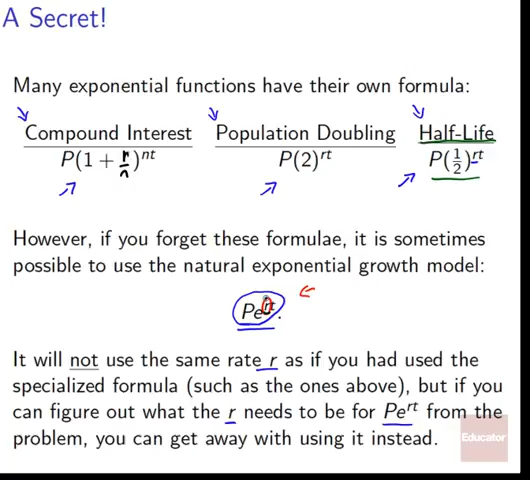 A Secret!
Many exponential functions have their own formula:
Compound Interest Population Doubling Half-Life
P(1 + r/n)^nt P(2)^rt P(1/2)^rt
However, if you forget these formulae, it is sometimes
possible to use the natural exponential growth model:
Pe^rt.
It will not use the same rate r as if you had used the
specialized formula (such as the ones above), but if you
can figure out what the r needs to be for Pe^rt from the
problem, you can get away with using it instead.
Educator